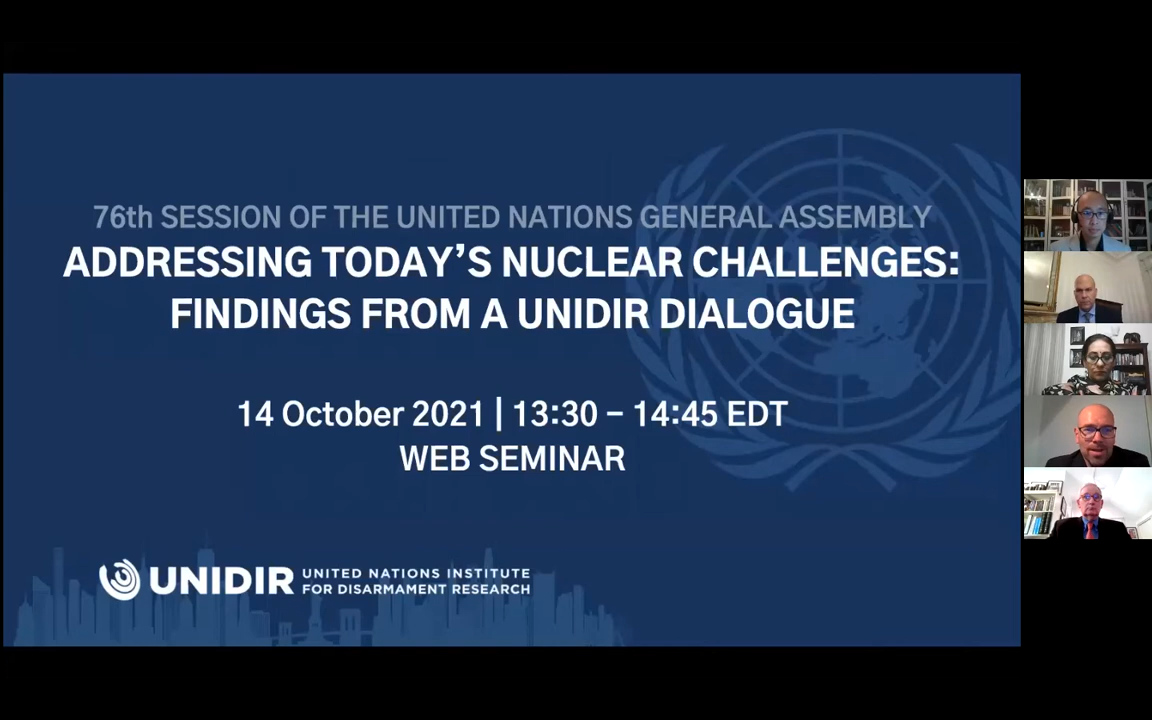 76th SESSION OF THE UNITED NATIONS GENERAL ASSEMBLY
ADDRESSING TODAY’S NUCLEAR CHALLENGES:
FINDINGS FROM A UNIDIR DIALOGUE
14 October 2021 | 13:30 – 14:45 EDT
WEB SEMINAR
UNIDIR
UNITED NATIONS INSTITUTE
FOR DISARMAMENT RESEARCH